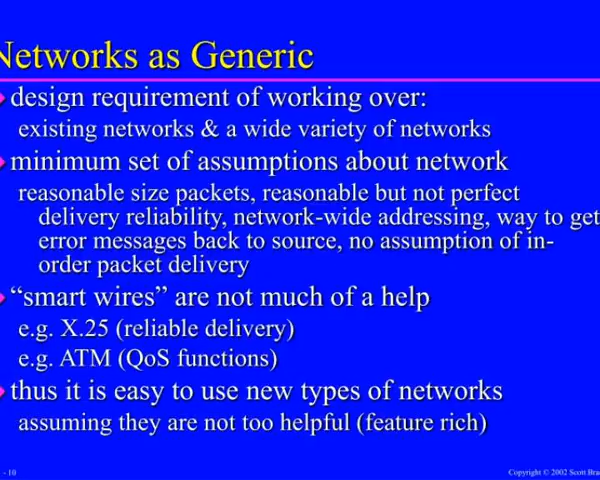 Networks as Generic
design requirement of working over:
existing networks & a wide variety of networks
minimum set of assumptions about network
reasonable size packets, reasonable but not perfect
delivery reliability, network-wide addressing, way to get
error messages back to source, no assumption of in-
order packet delivery
“smart wires” are not much of a help
e.g. X.25 (reliable delivery)
e.g. ATM (QoS functions)
thus it is easy to use new types of networks
assuming they are not too helpful (feature rich)
- 10
Copyright © 2002 Scott